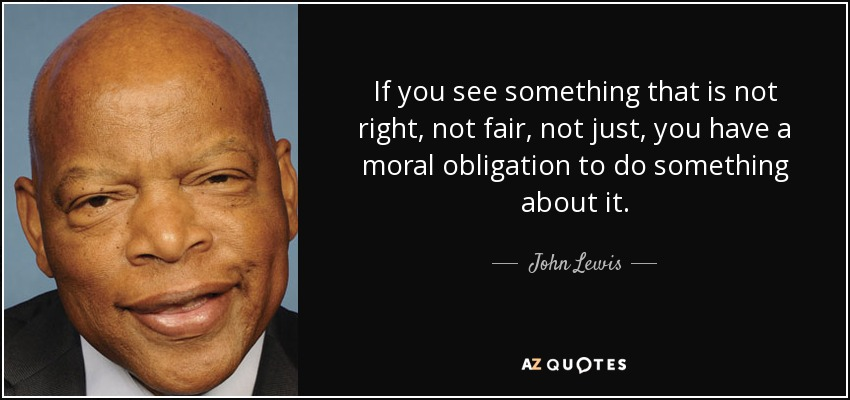 If you see something that is not
right, not fair, not just, you have a
moral obligation to do something
about it.
John Lewis
AZ QUOTES